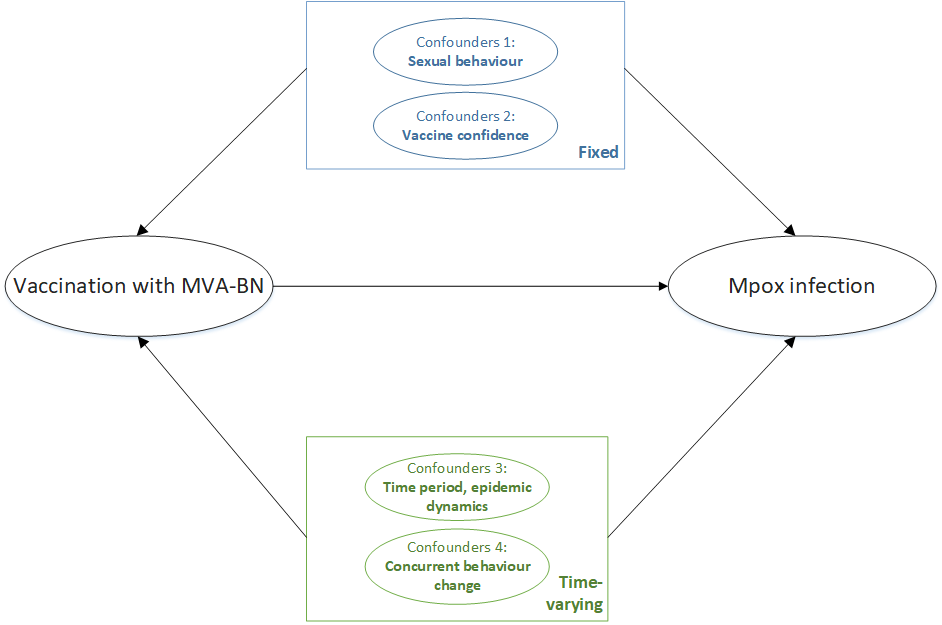 Confounders 1:
Sexual behaviour
Confounders 2:
Vaccine confidence
Fixed
Vaccination with MVA-BN
Mpox infection
Confounders 3:
Time period, epidemic
dynamics
Confounders 4:
Concurrent behaviour
change
Time-
varying